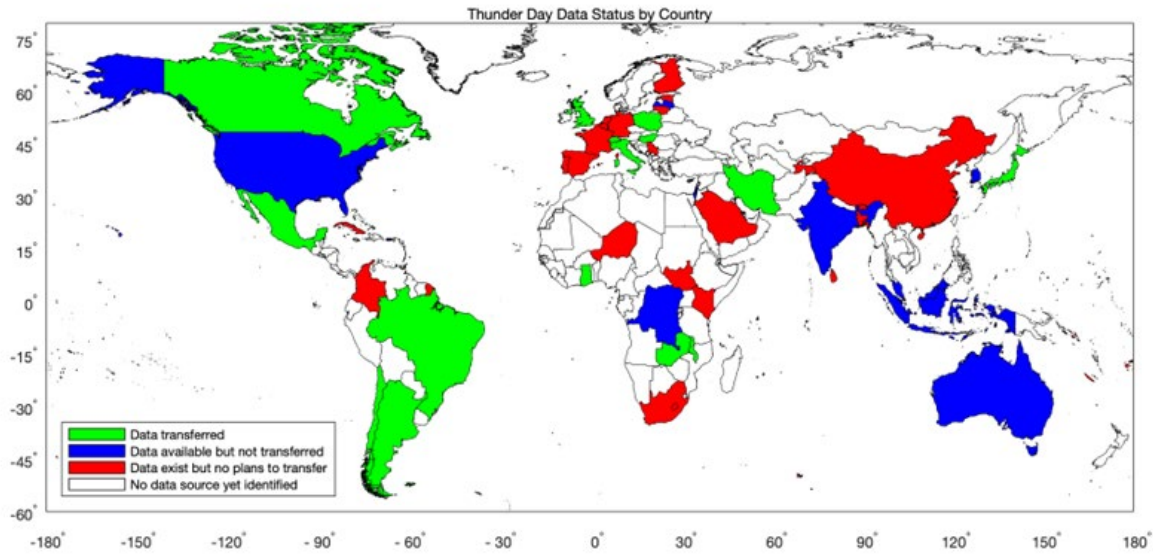 Thunder Day Data Status by Country
75°
60°
45°
30°
15°
0°
-15°
-30°
-45°
-60°
Data transferred
Data available but not transferred
Data exist but no plans to transfer
No data source yet identified
-180° -150° -120° - 90° - 60° - 30° 0° 30° 60° 90° 120° 150° 180°